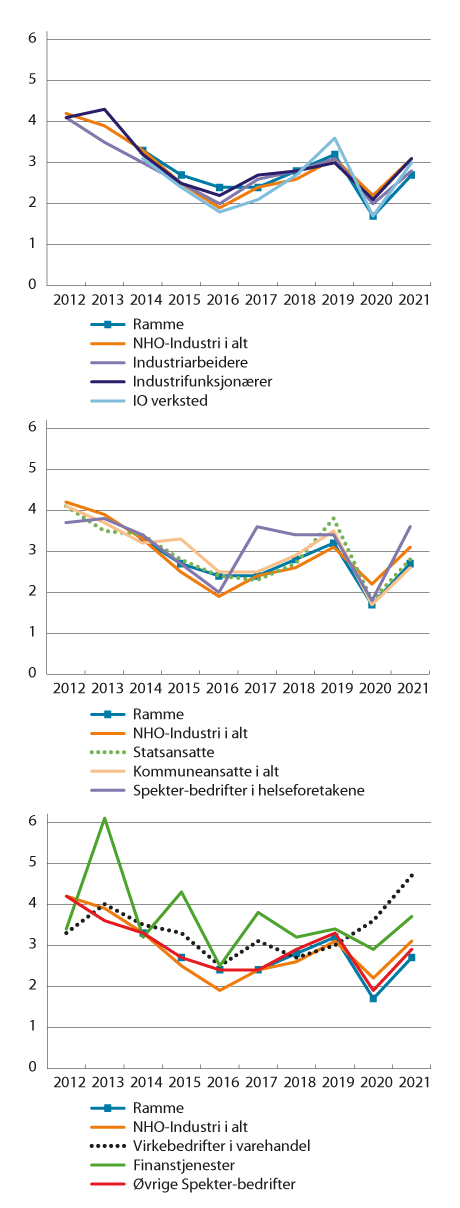 6
5
4
3
2
1
0
2012 2013 2014 2015 2016 2017 2018 2019 2020 2021
Ramme
NHO-Industri i alt
Industriarbeidere
Industrifunksjonærer
IO verksted
6
5
4
3
2
1
0
2012 2013 2014 2015 2016 2017 2018 2019 2020 2021
Ramme
NHO-Industri i alt
Statsansatte
Kommuneansatte i alt
Spekter-bedrifter i helseforetakene
6
5
4
3
2
1
0
2012 2013 2014 2015 2016 2017 2018 2019 2020 2021
Ramme
NHO-Industri i alt
Virkebedrifter i varehandel
Finanstjenester
Øvrige Spekter-bedrifter